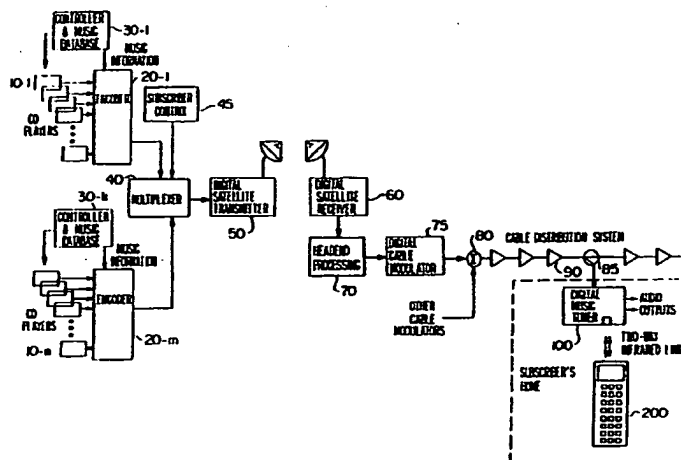 CONTROLLER
& MUSIC
DATABASE
30-1
MUSIC
INFORMATION
10-1
20-1
ENCODER
SUBSCRIBER
CONTROL
45
CD
PLAYERS
40
MULTIPLEXER
DIGITAL
SATELLITE
TRANSMITTER
50
DIGITAL
SATELLITE
RECEIVER
60
HEADEND
PROCESSING
70
75
DIGITAL
CABLE
MODULATOR
80
Σ
CABLE DISTRIBUTION SYSTEM
90
85
OTHER
CABLE
MODULATORS
30-k
CONTROLLER
& MUSIC
DATABASE
MUSIC
INFORMATION
ENCODER
CD
PLAYERS
10-n
20-m
DIGITAL
MUSIC
TUNER
100
AUDIO
OUTPUTS
TWO-WAY
INFRARED
SUBSCRIBER'S
HOME
200